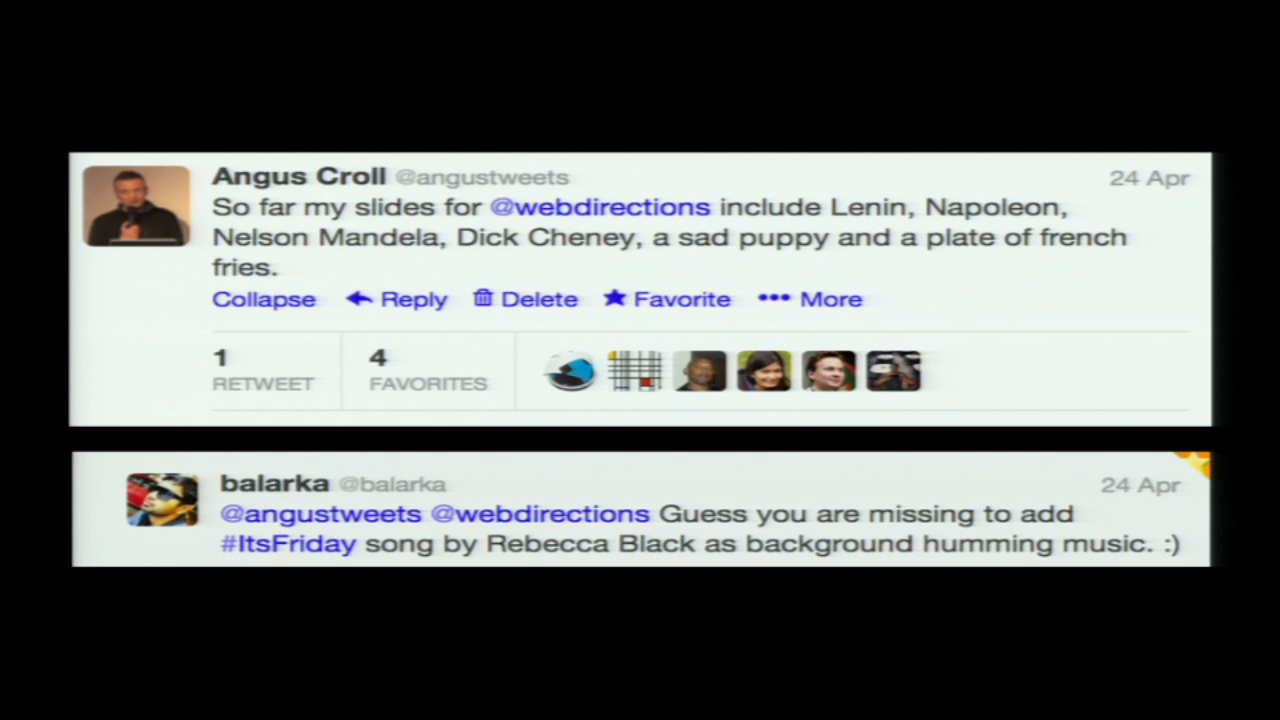 Angus Croll @angustweets 24 Apr
So far my slides for @webdirections include Lenin, Napoleon,
Nelson Mandela, Dick Cheney, a sad puppy and a plate of french
fries.
Collapse Reply Delete Favorite More
1 4
RETWEET FAVORITES
balarka @balarka 24 Apr
@angustweets @webdirections Guess you are missing to add
#ItsFriday song by Rebecca Black as background humming music. :)